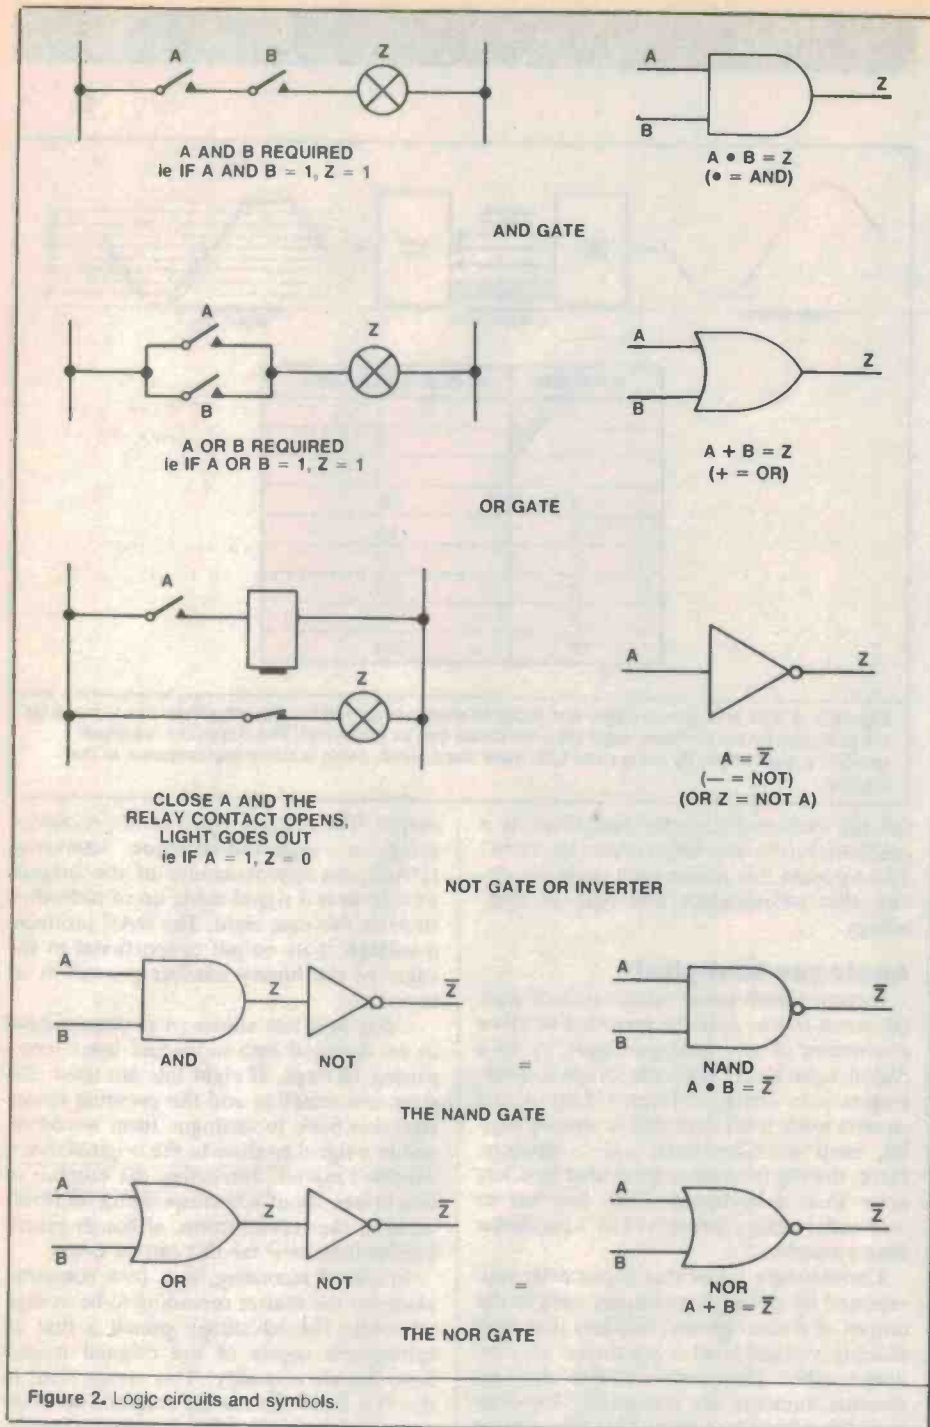 A B Z
A
B
Z
A AND B REQUIRED
ie IF A AND B = 1, Z = 1
A • B = Z
(• = AND)
AND GATE
A
B
Z
A
B
Z
A OR B REQUIRED
ie IF A OR B = 1, Z = 1
A + B = Z
(+ = OR)
OR GATE
A
Z
A Z
CLOSE A AND THE
RELAY CONTACT OPENS,
LIGHT GOES OUT
ie IF A = 1, Z = 0
A = Z̅
(— = NOT)
(OR Z = NOT A)
NOT GATE OR INVERTER
A
B
Z
Z̅
AND NOT
=
A
B
Z̅
NAND
A • B = Z̅
THE NAND GATE
A
B
Z
Z̅
OR NOT
=
A
B
Z̅
NOR
A + B = Z̅
THE NOR GATE
Figure 2. Logic circuits and symbols.